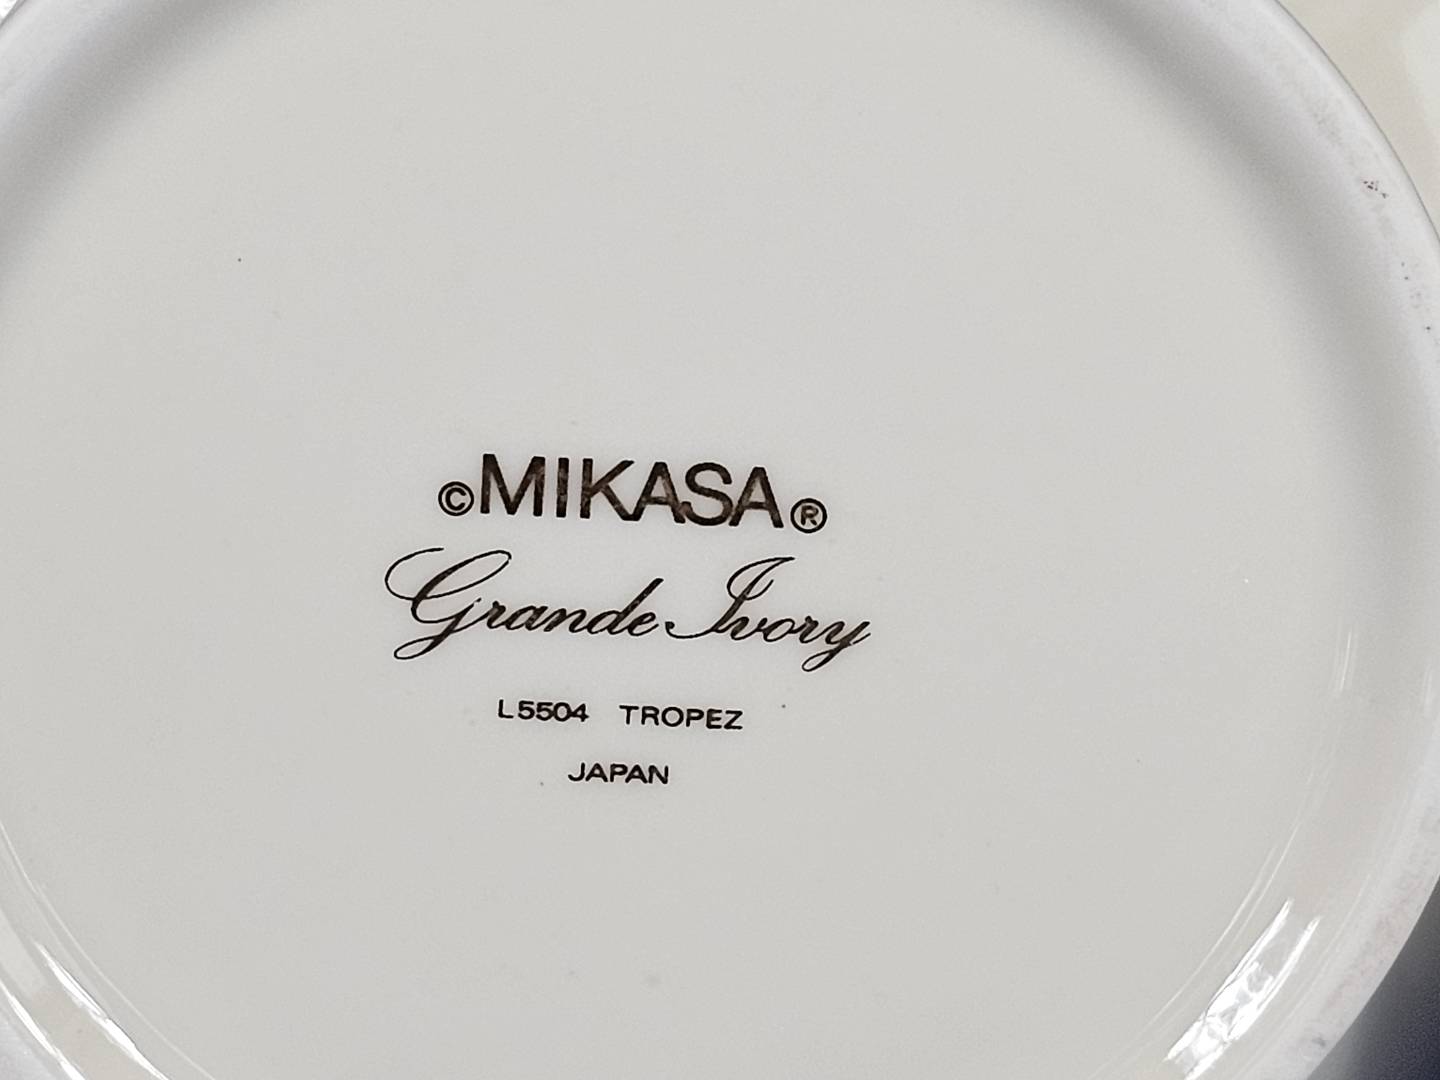 ©MIKASA®
Grande Ivory
L5504 TROPEZ
JAPAN